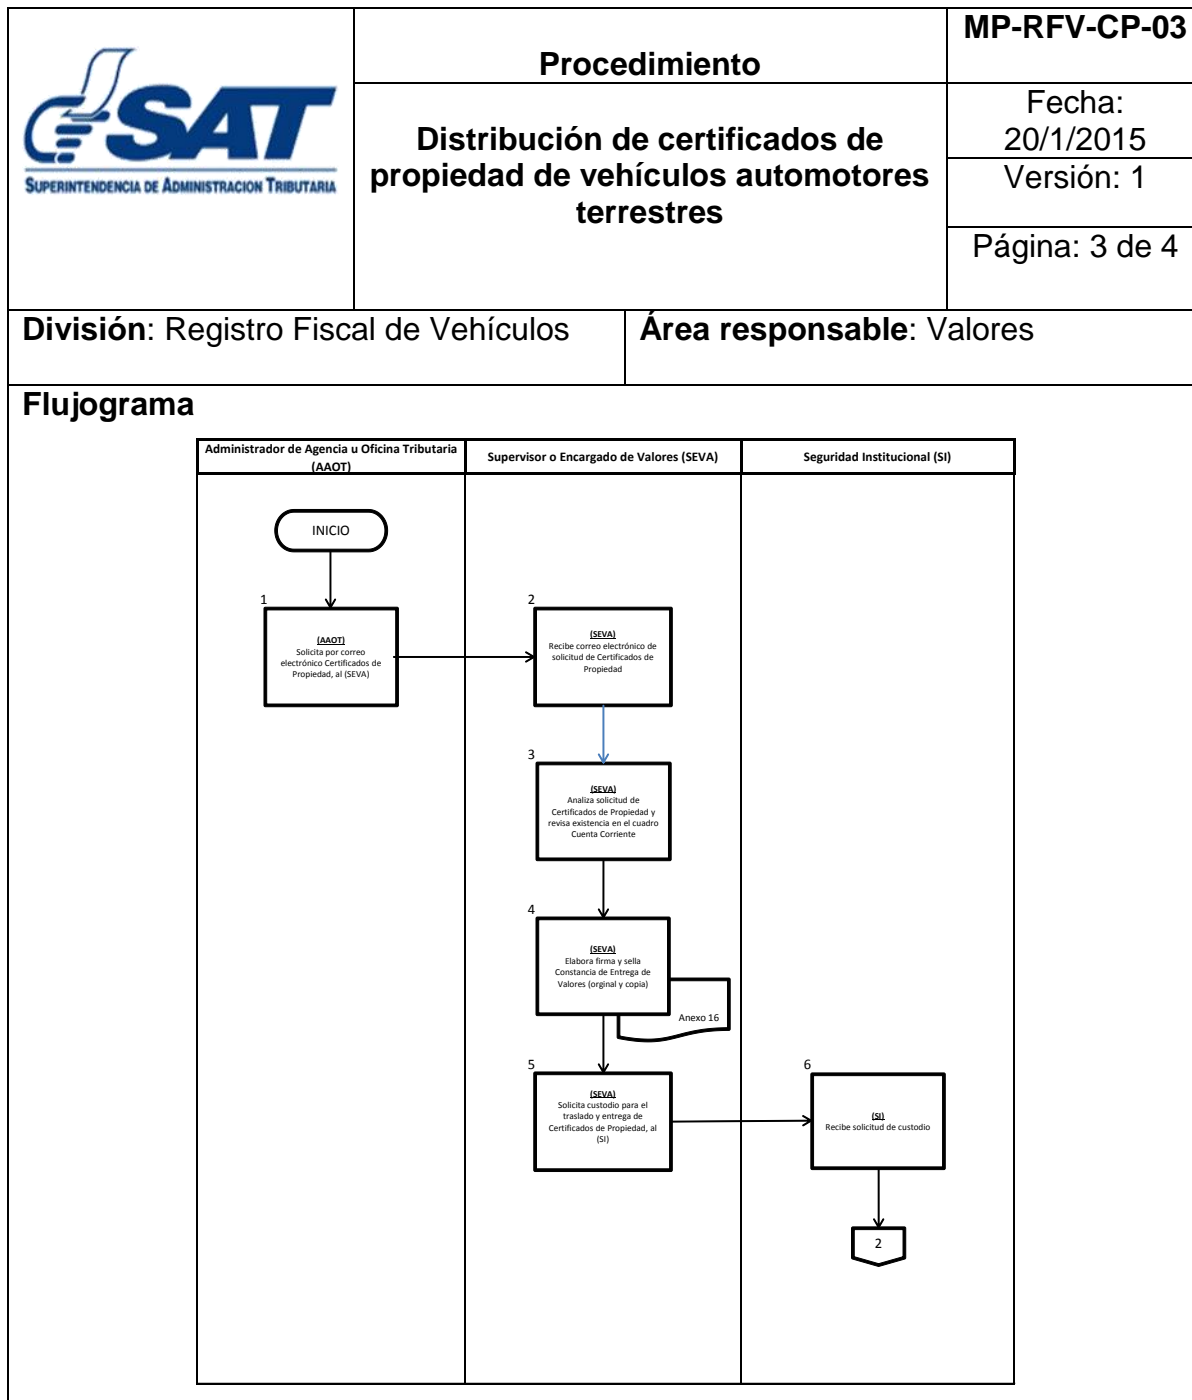 SAT
SUPERINTENDENCIA DE ADMINISTRACION TRIBUTARIA
Procedimiento
Distribución de certificados de
propiedad de vehículos automotores
terrestres
MP-RFV-CP-03
Fecha:
20/1/2015
Versión: 1
Página: 3 de 4
División: Registro Fiscal de Vehículos
Área responsable: Valores
Flujograma
Administrador de Agencia u Oficina Tributaria
(AAOT)
Supervisor o Encargado de Valores (SEVA)
Seguridad Institucional (SI)
INICIO
1
(AAOT)
Solicita por correo
electrónico Certificados de
Propiedad, al (SEVA)
2
(SEVA)
Recibe correo electrónico de
solicitud de Certificados de
Propiedad
3
(SEVA)
Analiza solicitud de
Certificados de Propiedad y
revisa existencia en el cuadro
Cuenta Corriente
4
(SEVA)
Elabora firma y sella
Constancia de Entrega de
Valores (orginal y copia)
Anexo 16
5
(SEVA)
Solicita custodio para el
traslado y entrega de
Certificados de Propiedad, al
(SI)
6
(SI)
Recibe solicitud de custodio
2